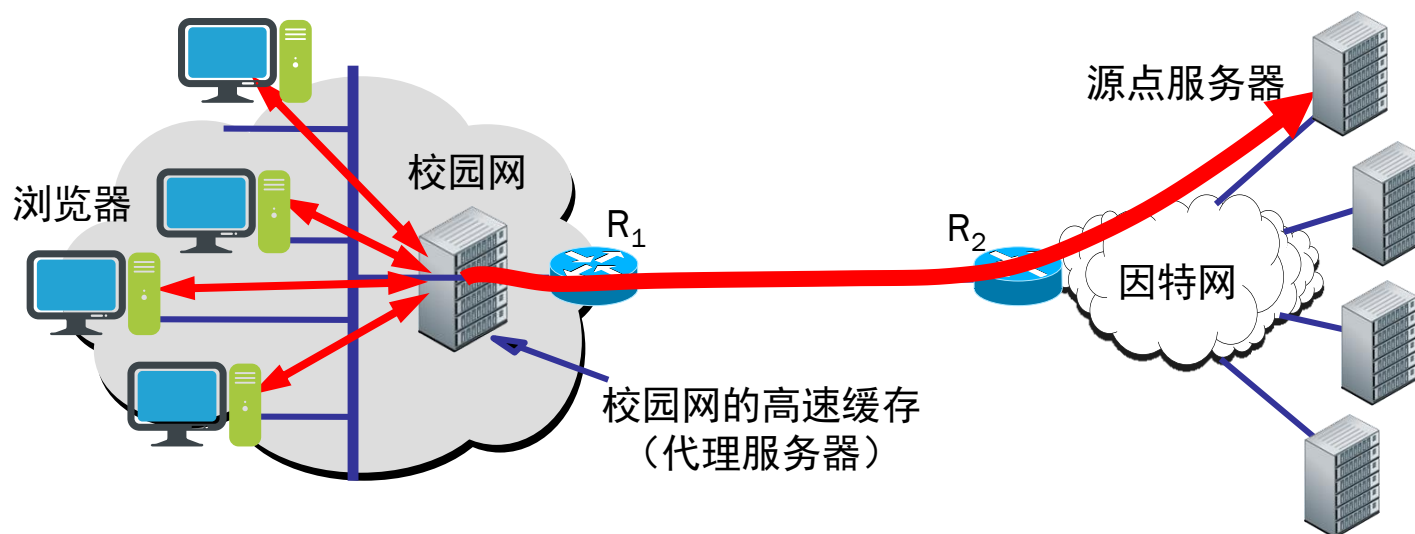 源点服务器
校园网
浏览器
R₁
R₂
因特网
校园网的高速缓存
（代理服务器）